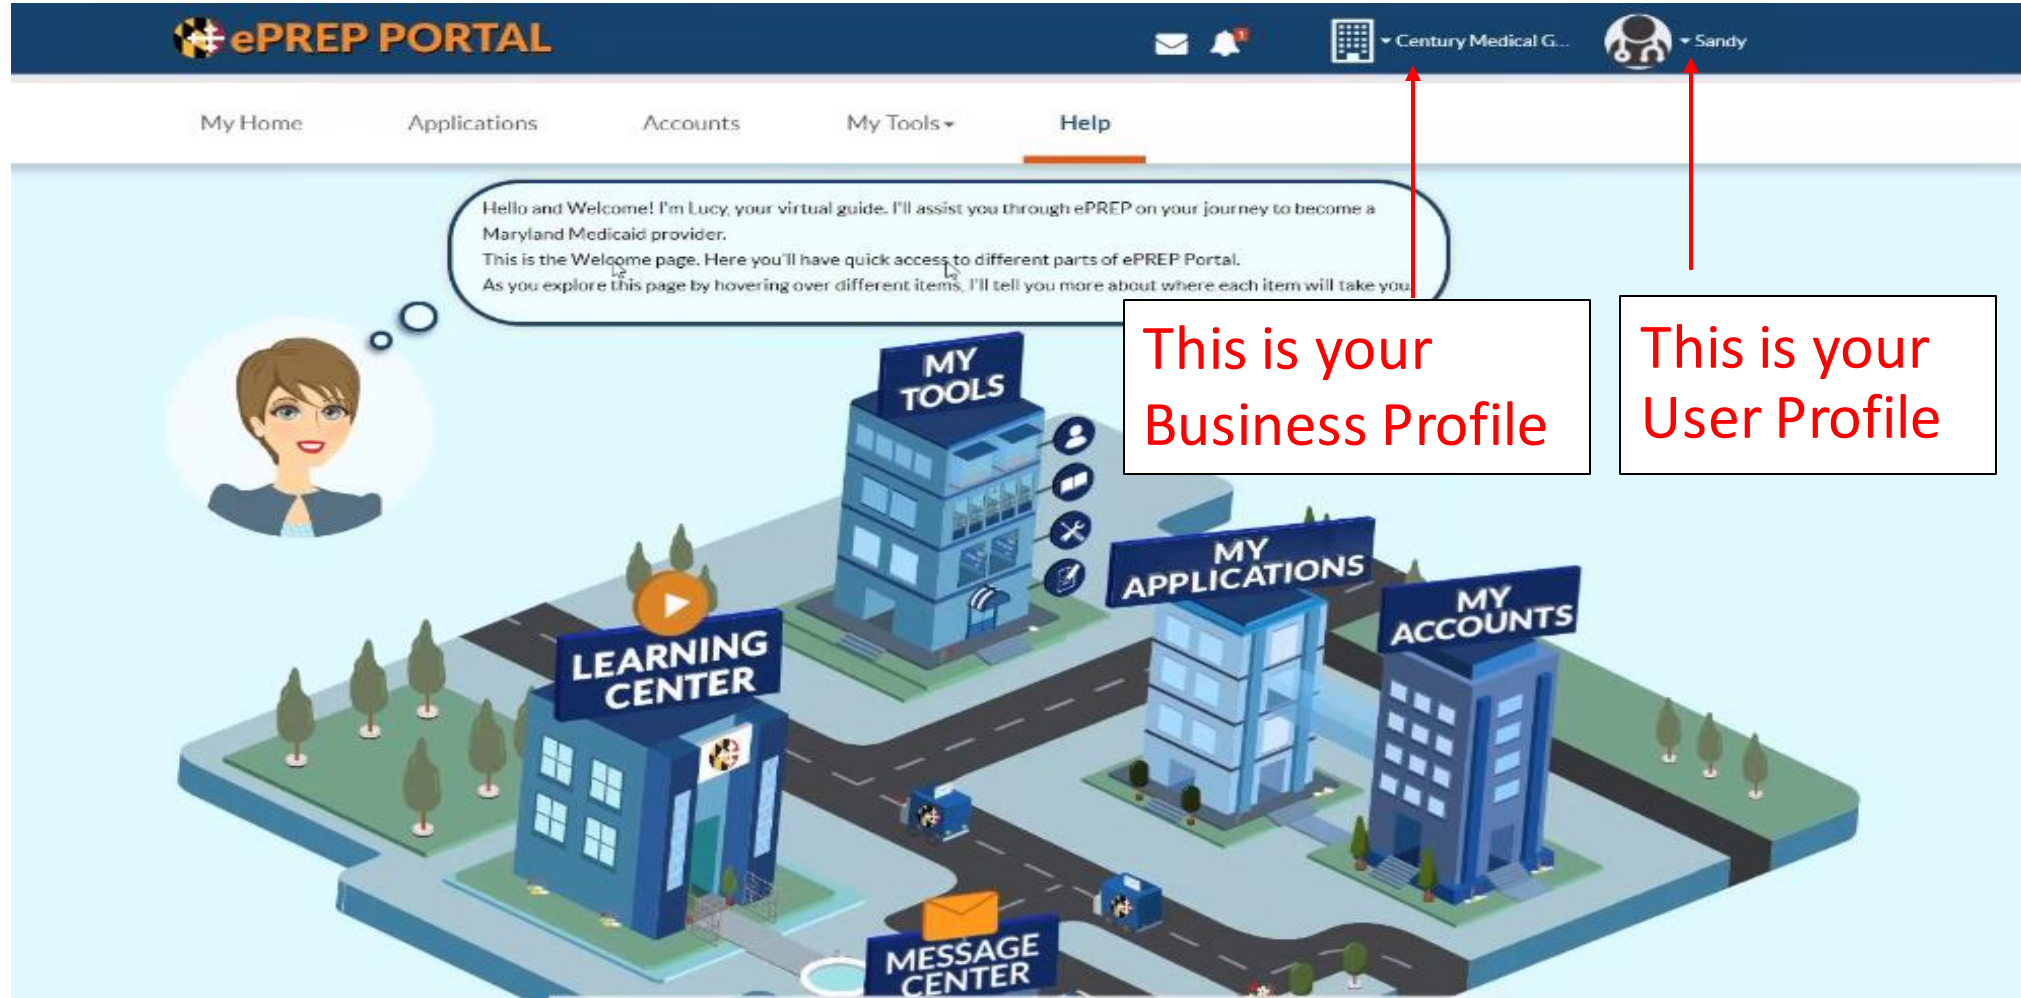 ePREP PORTAL
1
Century Medical G...
Sandy
My Home
Applications
Accounts
My Tools
Help
Hello and Welcome! I'm Lucy, your virtual guide. I'll assist you through ePREP on your journey to become a
Maryland Medicaid provider.
This is the Welcome page. Here you'll have quick access to different parts of ePREP Portal.
As you explore this page by hovering over different items, I'll tell you more about where each item will take you.
This is your
Business Profile
This is your
User Profile
MY
TOOLS
MY
APPLICATIONS
MY
ACCOUNTS
LEARNING
CENTER
MESSAGE
CENTER